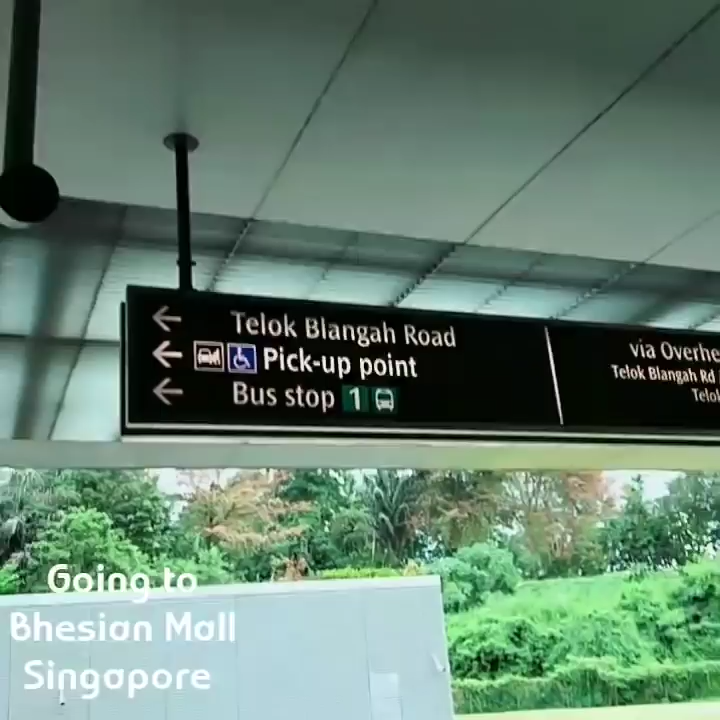 Telok Blangah Road
Pick-up point
Bus stop 1
via Overhe
Telok Blangah Rd
Telok
Going to
Bhesian Mall
Singapore